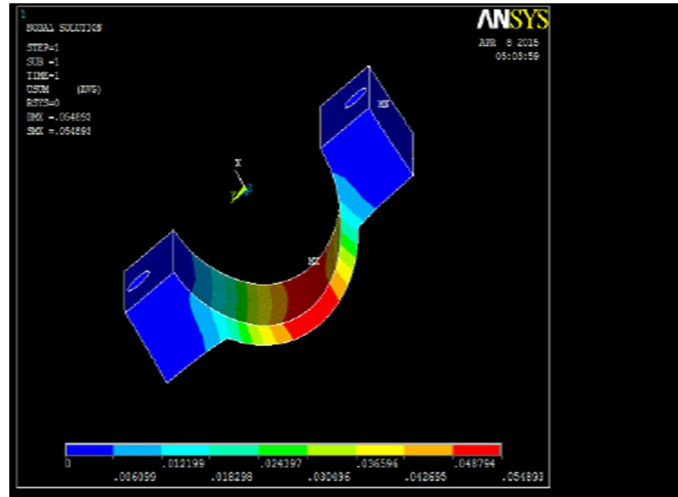 1
NODAL SOLUTION
STEP=1
SUB =1
TIME=1
USUM (AVG)
RSYS=0
DMX =.054893
SMX =.054893
ANSYS
APR 8 2015
05:03:59
MN
X
Y
Z
MX
0 .012199 .024397 .036596 .048794
.006099 .018298 .030496 .042695 .054893